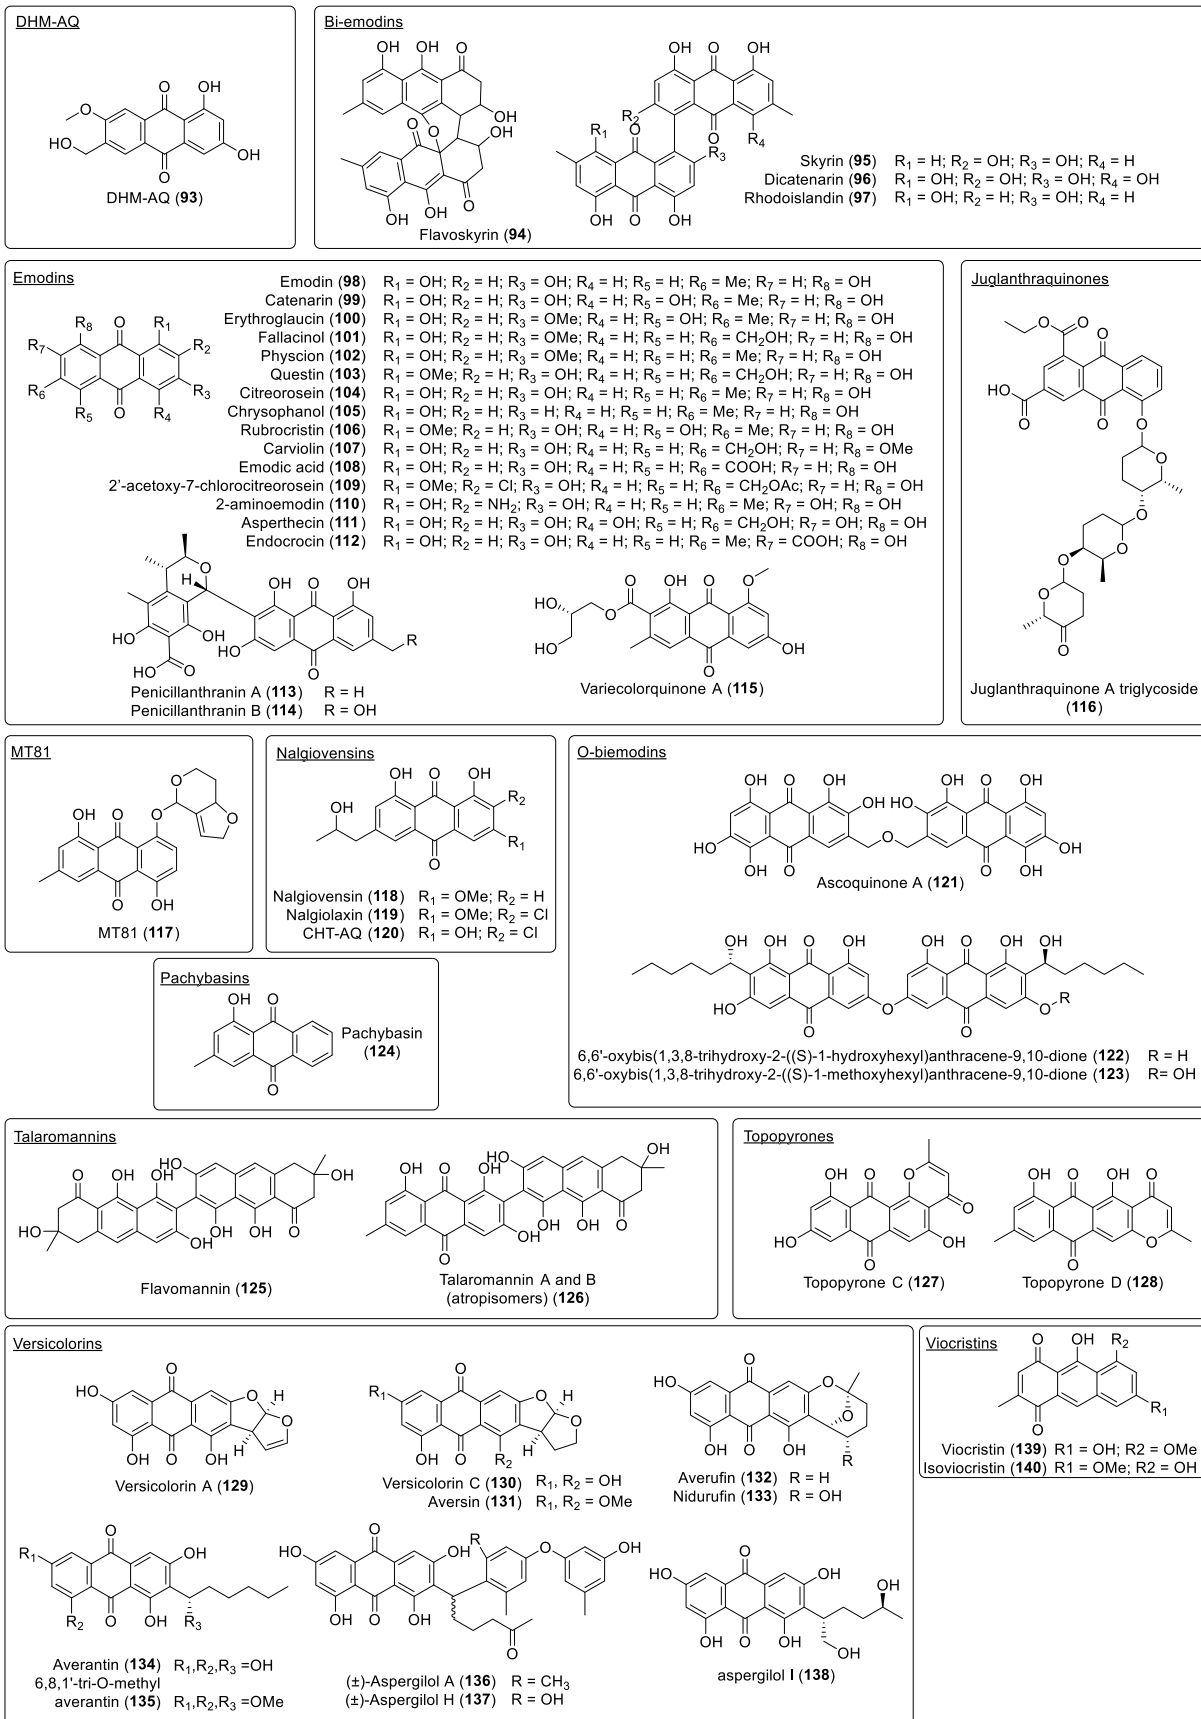 DHM-AQ
DHM-AQ (93)
Bi-emodins
Flavoskyrin (94)
Skyrin (95) R1 = H; R2 = OH; R3 = OH; R4 = H
Dicatenarin (96) R1 = OH; R2 = OH; R3 = OH; R4 = OH
Rhodoislandin (97) R1 = OH; R2 = H; R3 = OH; R4 = H
Emodins
Emodin (98) R1 = OH; R2 = H; R3 = OH; R4 = H; R5 = H; R6 = Me; R7 = H; R8 = OH
Catenarin (99) R1 = OH; R2 = H; R3 = OH; R4 = H; R5 = OH; R6 = Me; R7 = H; R8 = OH
Erythroglaucin (100) R1 = OH; R2 = H; R3 = OMe; R4 = H; R5 = OH; R6 = Me; R7 = H; R8 = OH
Fallacinol (101) R1 = OH; R2 = H; R3 = OMe; R4 = H; R5 = H; R6 = CH2OH; R7 = H; R8 = OH
Physcion (102) R1 = OH; R2 = H; R3 = OMe; R4 = H; R5 = H; R6 = Me; R7 = H; R8 = OH
Questin (103) R1 = OMe; R2 = H; R3 = OH; R4 = H; R5 = H; R6 = CH2OH; R7 = H; R8 = OH
Citreorosein (104) R1 = OH; R2 = H; R3 = OH; R4 = H; R5 = H; R6 = Me; R7 = H; R8 = OH
Chrysophanol (105) R1 = OH; R2 = H; R3 = H; R4 = H; R5 = H; R6 = Me; R7 = H; R8 = OH
Rubrocristin (106) R1 = OMe; R2 = H; R3 = OH; R4 = H; R5 = OH; R6 = Me; R7 = H; R8 = OH
Carviolin (107) R1 = OH; R2 = H; R3 = OH; R4 = H; R5 = H; R6 = CH2OH; R7 = H; R8 = OMe
Emodic acid (108) R1 = OH; R2 = H; R3 = OH; R4 = H; R5 = H; R6 = COOH; R7 = H; R8 = OH
2'-acetoxy-7-chlorocitreorosein (109) R1 = OMe; R2 = Cl; R3 = OH; R4 = H; R5 = H; R6 = CH2OAc; R7 = H; R8 = OH
2-aminoemodin (110) R1 = OH; R2 = NH2; R3 = OH; R4 = H; R5 = H; R6 = Me; R7 = OH; R8 = OH
Asperthecin (111) R1 = OH; R2 = H; R3 = OH; R4 = OH; R5 = H; R6 = CH2OH; R7 = OH; R8 = OH
Endocrocin (112) R1 = OH; R2 = H; R3 = OH; R4 = H; R5 = H; R6 = Me; R7 = COOH; R8 = OH
Penicillanthranin A (113) R = H
Penicillanthranin B (114) R = OH
Variecolorquinone A (115)
Juglanthraquinones
Juglanthraquinone A triglycoside
(116)
MT81
MT81 (117)
Nalgiovensins
Nalgiovensin (118) R1 = OMe; R2 = H
Nalgiolaxin (119) R1 = OMe; R2 = Cl
CHT-AQ (120) R1 = OH; R2 = Cl
O-biemodins
Ascoquinone A (121)
6,6'-oxybis(1,3,8-trihydroxy-2-((S)-1-hydroxyhexyl)anthracene-9,10-dione (122) R = H
6,6'-oxybis(1,3,8-trihydroxy-2-((S)-1-methoxyhexyl)anthracene-9,10-dione (123) R= OH
Pachybasins
Pachybasin
(124)
Talaromannins
Flavomannin (125)
Talaromannin A and B
(atropisomers) (126)
Topopyrones
Topopyrone C (127)
Topopyrone D (128)
Versicolorins
Versicolorin A (129)
Versicolorin C (130) R1, R2 = OH
Aversin (131) R1, R2 = OMe
Averufin (132) R = H
Nidurufin (133) R = OH
Averantin (134) R1,R2,R3 =OH
6,8,1'-tri-O-methyl
averantin (135) R1,R2,R3 =OMe
(±)-Aspergilol A (136) R = CH3
(±)-Aspergilol H (137) R = OH
aspergilol I (138)
Viocristins
Viocristin (139) R1 = OH; R2 = OMe
Isoviocristin (140) R1 = OMe; R2 = OH